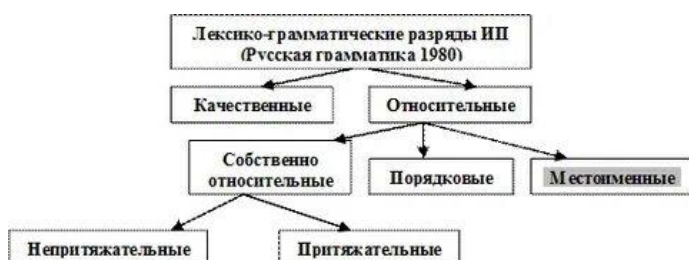 Лексико-грамматические разряды ИП
(Русская грамматика 1980)
Качественные
Относительные
Собственно
относительные
Порядковые
Местоименные
Непритяжательные
Притяжательные